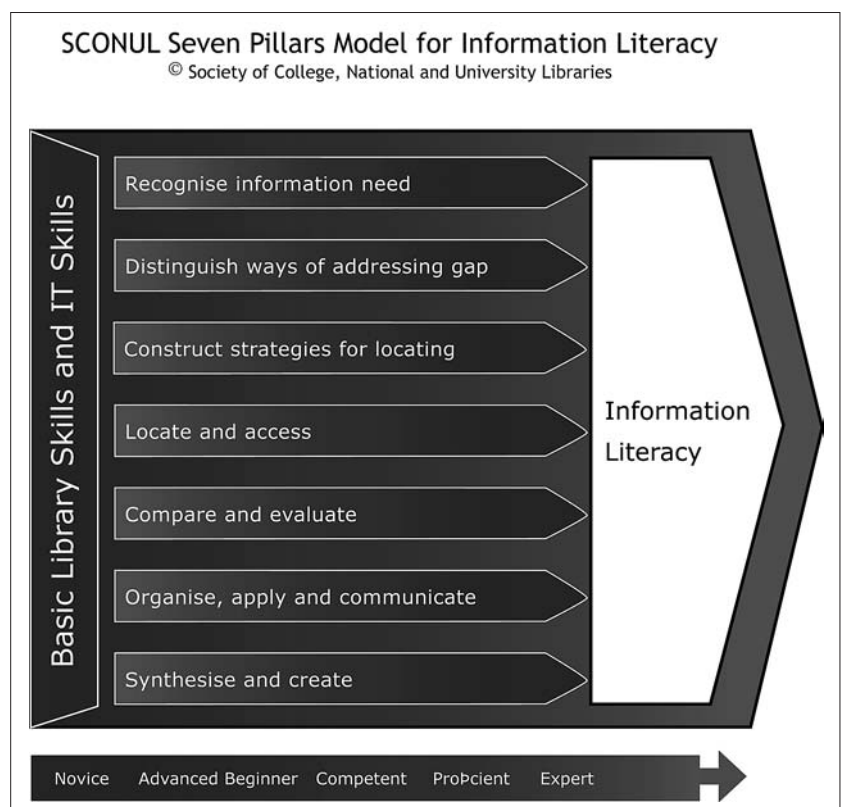 SCONUL Seven Pillars Model for Information Literacy
© Society of College, National and University Libraries
Basic Library Skills and IT Skills
Recognise information need
Distinguish ways of addressing gap
Construct strategies for locating
Locate and access
Compare and evaluate
Organise, apply and communicate
Synthesise and create
Information
Literacy
Novice Advanced Beginner Competent ProÞcient Expert